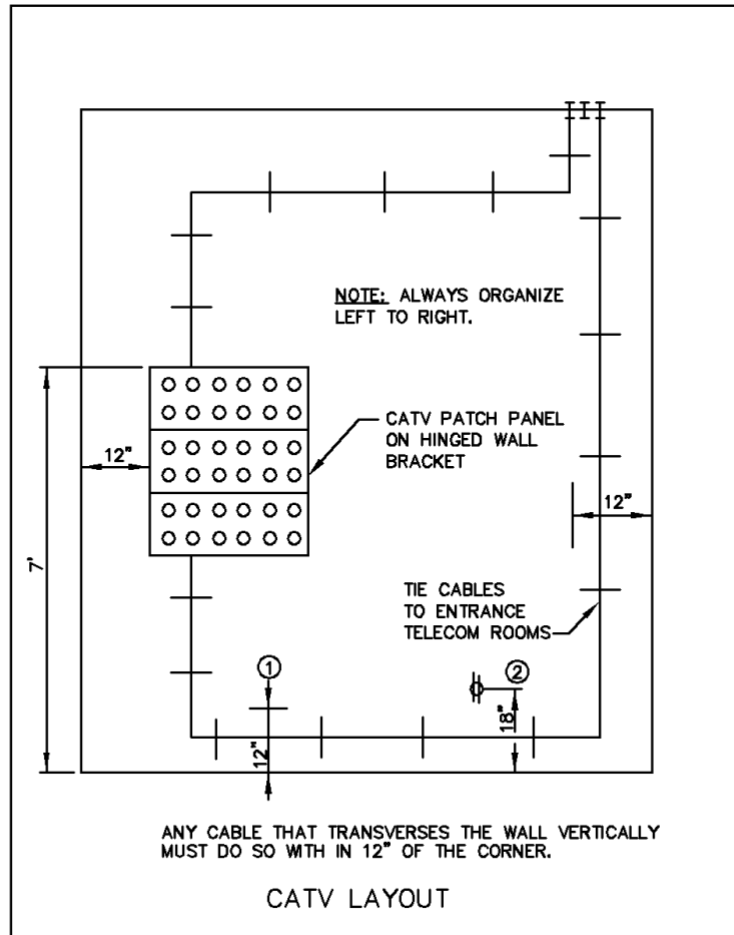 NOTE: ALWAYS ORGANIZE
LEFT TO RIGHT.
CATV PATCH PANEL
ON HINGED WALL
BRACKET
12"
12"
7'
TIE CABLES
TO ENTRANCE
TELECOM ROOMS
1
2
18"
12"
ANY CABLE THAT TRANSVERSES THE WALL VERTICALLY
MUST DO SO WITH IN 12" OF THE CORNER.
CATV LAYOUT